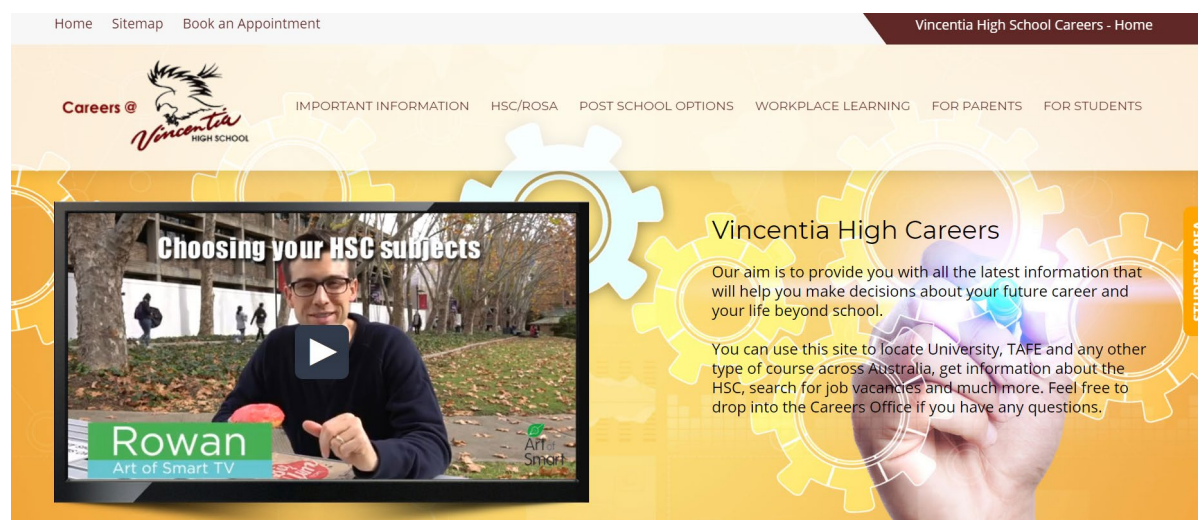 Home Sitemap Book an Appointment
Vincentia High School Careers - Home
Careers @
Vincentia
HIGH SCHOOL
IMPORTANT INFORMATION HSC/ROSA POST SCHOOL OPTIONS WORKPLACE LEARNING FOR PARENTS FOR STUDENTS
Choosing your HSC subjects
Rowan
Art of Smart TV
Art of
Smart
Vincentia High Careers
Our aim is to provide you with all the latest information that
will help you make decisions about your future career and
your life beyond school.
You can use this site to locate University, TAFE and any other
type of course across Australia, get information about the
HSC, search for job vacancies and much more. Feel free to
drop into the Careers Office if you have any questions.
STUDENT AREA